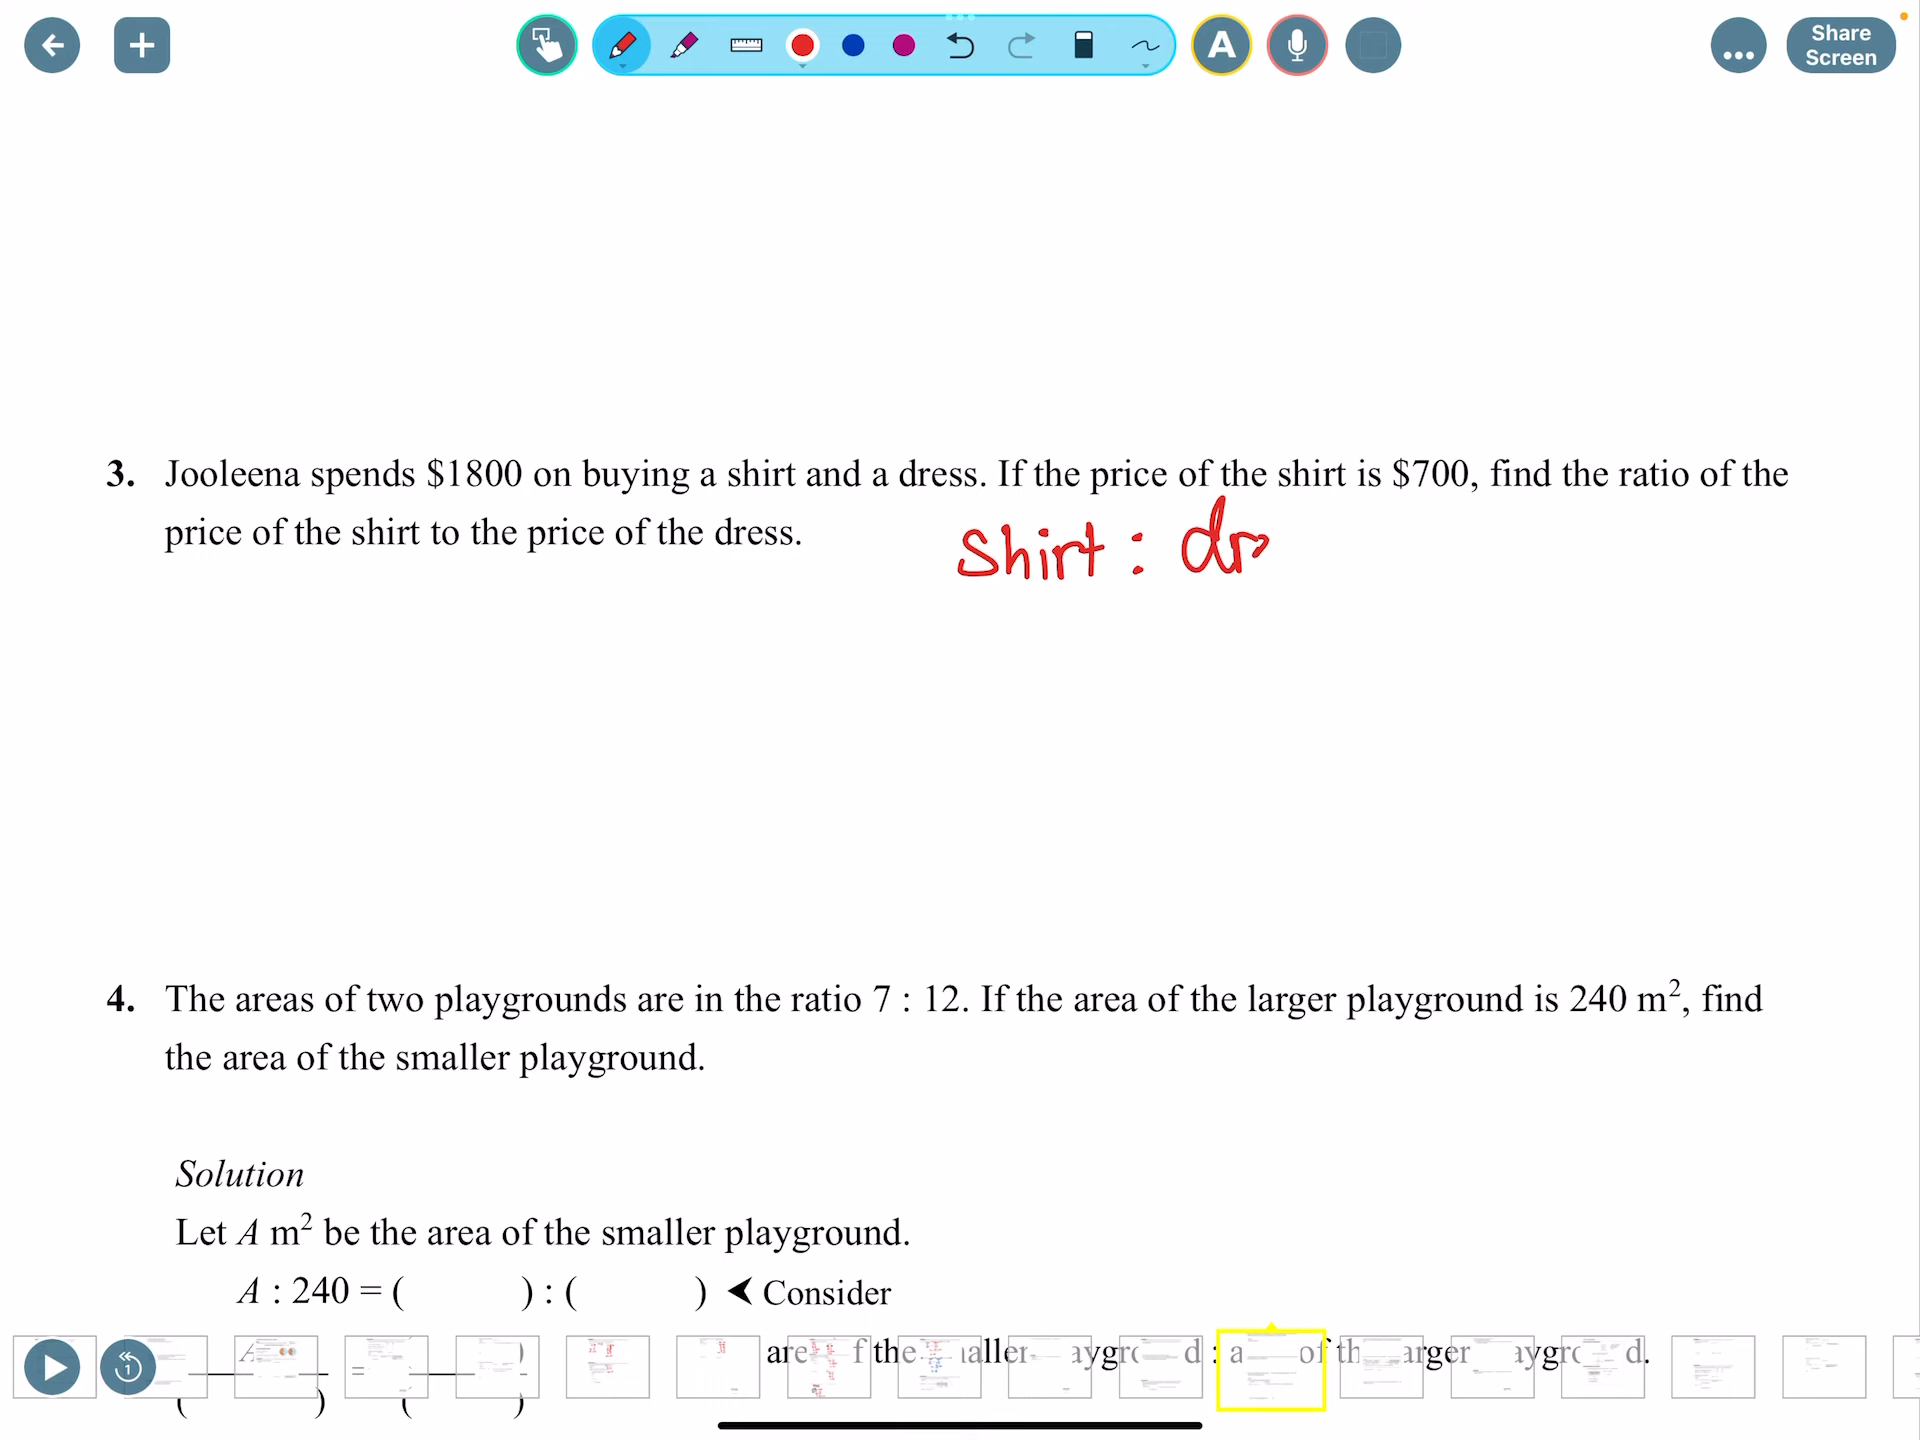 Share
Screen
A
3. Jooleena spends $1800 on buying a shirt and a dress. If the price of the shirt is $700, find the ratio of the
price of the shirt to the price of the dress.
Shirt :
4. The areas of two playgrounds are in the ratio 7 : 12. If the area of the larger playground is 240 m², find
the area of the smaller playground.
Solution
Let A m² be the area of the smaller playground.
A : 240 = ( ) : ( ) ◄ Consider
the of
1